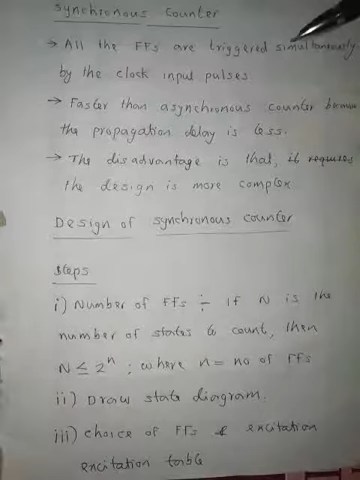 Synchronous Counter
→ All the FFs are triggered simultaneously
by the clock input pulses
→ Faster than asynchronous counter because
the propagation delay is less.
→ The disadvantage is that, it requires
the design is more complex
Design of synchronous counter
Steps
i) Number of FFs ÷ If N is the
number of states to count, then
N ≤ 2ⁿ ; where n = no of FFs
ii) Draw state diagram.
iii) Choice of FFs & excitation
excitation table